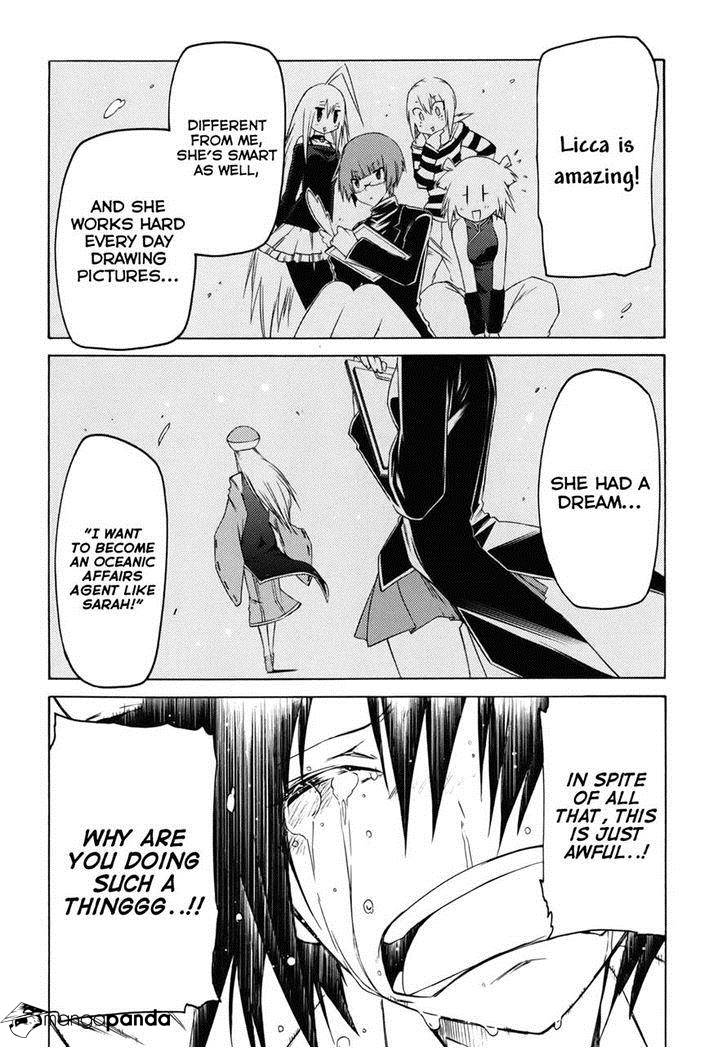 Licca is
amazing!
DIFFERENT
FROM ME,
SHE'S SMART
AS WELL,
AND SHE
WORKS HARD
EVERY DAY
DRAWING
PICTURES...
SHE HAD A
DREAM...
"I WANT
TO BECOME
AN OCEANIC
AFFAIRS
AGENT LIKE
SARAH!"
IN SPITE
OF ALL
THAT, THIS
IS JUST
AWFUL..!
WHY ARE
YOU DOING
SUCH A
THINGGG..!!
mangapanda